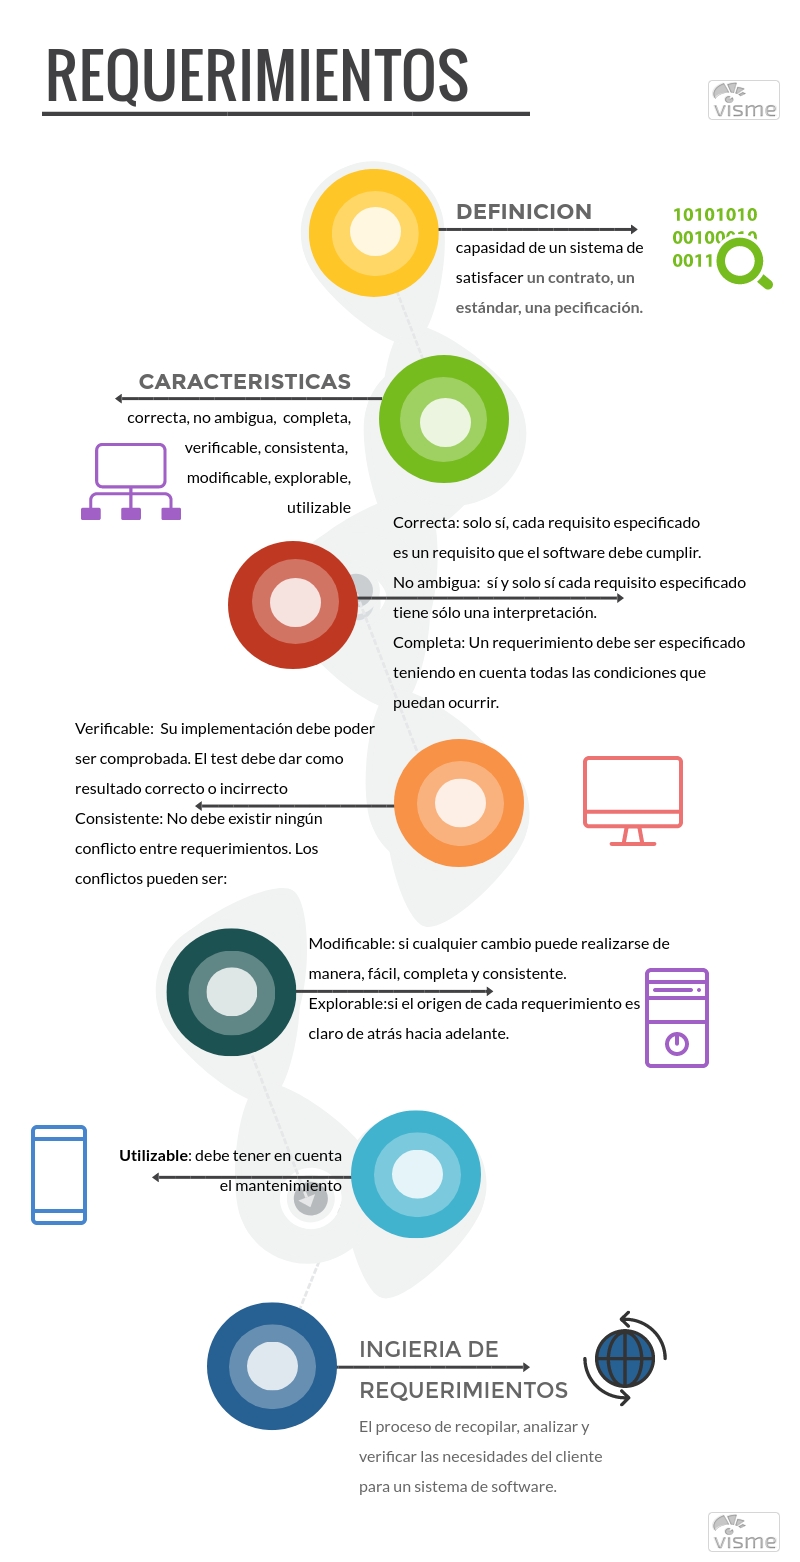 REQUERIMIENTOS
visme
DEFINICION
capasidad de un sistema de
satisfacer un contrato, un
estándar, una pecificación.
10101010
00100010
0011
CARACTERISTICAS
correcta, no ambigua, completa,
verificable, consistenta,
modificable, explorable,
utilizable
Correcta: solo sí, cada requisito especificado
es un requisito que el software debe cumplir.
No ambigua: sí y solo sí cada requisito especificado
tiene sólo una interpretación.
Completa: Un requerimiento debe ser especificado
teniendo en cuenta todas las condiciones que
puedan ocurrir.
Verificable: Su implementación debe poder
ser comprobada. El test debe dar como
resultado correcto o incirrecto
Consistente: No debe existir ningún
conflicto entre requerimientos. Los
conflictos pueden ser:
Modificable: si cualquier cambio puede realizarse de
manera, fácil, completa y consistente.
Explorable:si el origen de cada requerimiento es
claro de atrás hacia adelante.
Utilizable: debe tener en cuenta
el mantenimiento
INGIERIA DE
REQUERIMIENTOS
El proceso de recopilar, analizar y
verificar las necesidades del cliente
para un sistema de software.
visme